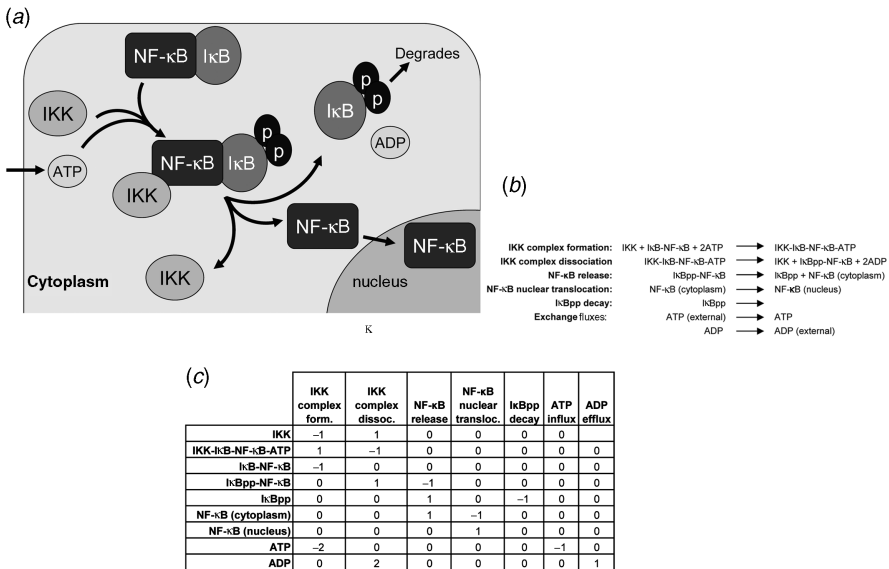 (a)
NF-κB IκB
Degrades
p
p
IKK
IκB
ADP
ATP
p
p
NF-κB IκB
IKK
NF-κB
NF-κB
Cytoplasm
IKK
nucleus
κ
(b)
IKK complex formation: IKK + IκB-NF-κB + 2ATP → IKK-IκB-NF-κB-ATP
IKK complex dissociation IKK-IκB-NF-κB-ATP → IKK + IκBpp-NF-κB + 2ADP
NF-κB release: IκBpp-NF-κB → IκBpp + NF-κB (cytoplasm)
NF-κB nuclear translocation: NF-κB (cytoplasm) → NF-κB (nucleus)
IκBpp decay: IκBpp →
Exchange fluxes: ATP (external) → ATP
ADP → ADP (external)
(c)
IKK IKK NF-κB
complex complex NF-κB nuclear IκBpp ATP ADP
form. dissoc. release transloc. decay influx efflux
IKK –1 1 0 0 0 0
IKK-IκB-NF-κB-ATP 1 –1 0 0 0 0 0
IκB-NF-κB –1 0 0 0 0 0 0
IκBpp-NF-κB 0 1 –1 0 0 0 0
IκBpp 0 0 1 0 –1 0 0
NF-κB (cytoplasm) 0 0 1 –1 0 0 0
NF-κB (nucleus) 0 0 0 1 0 0 0
ATP –2 0 0 0 0 –1 0
ADP 0 2 0 0 0 0 1